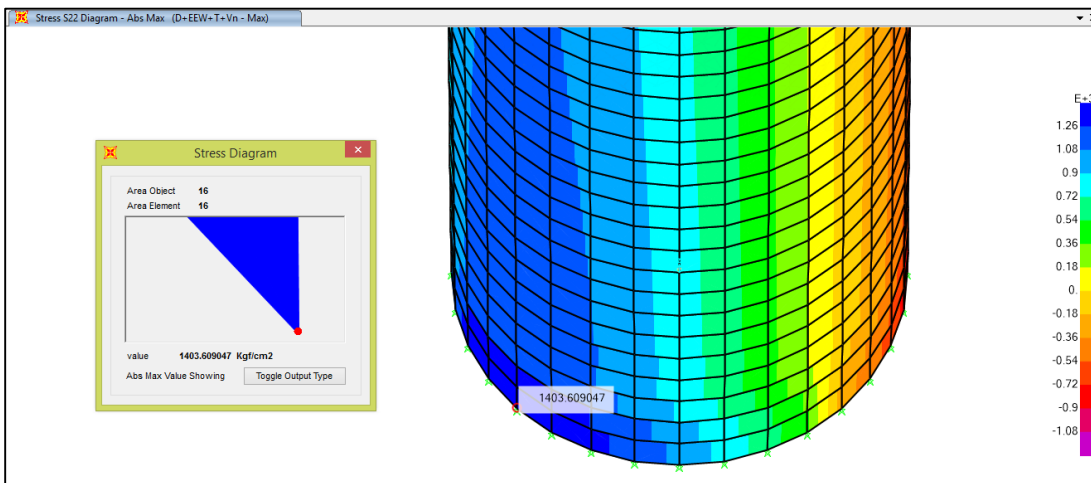 Stress S22 Diagram - Abs Max (D+EEW+T+Vn - Max)
Stress Diagram
Area Object 16
Area Element 16
value 1403.609047 Kgf/cm2
Abs Max Value Showing Toggle Output Type
1403.609047
E+3
1.26
1.08
0.9
0.72
0.54
0.36
0.18
0.
-0.18
-0.36
-0.54
-0.72
-0.9
-1.08